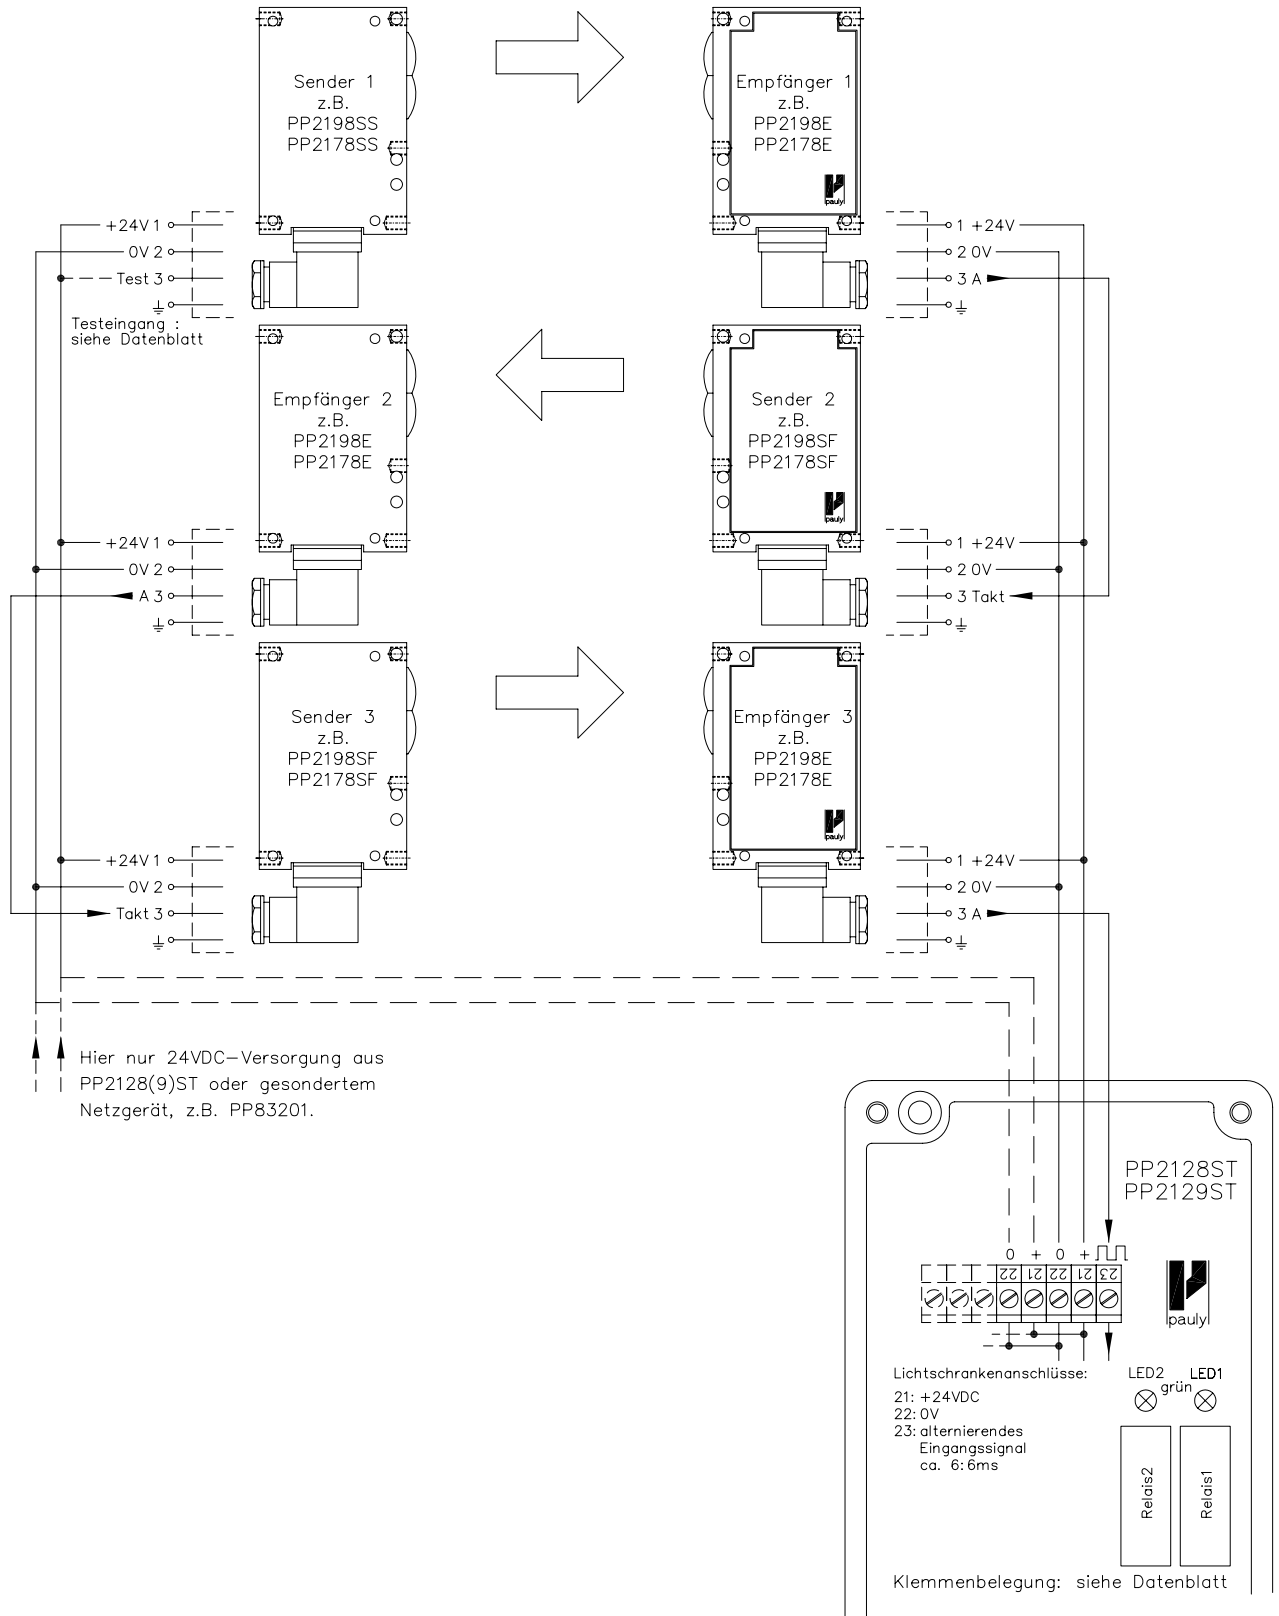 Sender 1
z.B.
PP2198SS
PP2178SS
Empfänger 1
z.B.
PP2198E
PP2178E
pauly
+24V 1
0V 2
Test 3
Testeingang :
siehe Datenblatt
1 +24V
2 0V
3 A
Empfänger 2
z.B.
PP2198E
PP2178E
Sender 2
z.B.
PP2198SF
PP2178SF
pauly
+24V 1
0V 2
A 3
1 +24V
2 0V
3 Takt
Sender 3
z.B.
PP2198SF
PP2178SF
Empfänger 3
z.B.
PP2198E
PP2178E
pauly
+24V 1
0V 2
Takt 3
1 +24V
2 0V
3 A
Hier nur 24VDC-Versorgung aus
PP2128(9)ST oder gesondertem
Netzgerät, z.B. PP83201.
PP2128ST
PP2129ST
0 + 0 +
22 21 22 21 23
pauly
Lichtschrankenanschlüsse:
21: +24VDC
22: 0V
23: alternierendes
Eingangssignal
ca. 6:6ms
LED2 grün LED1
Relais2
Relais1
Klemmenbelegung: siehe Datenblatt